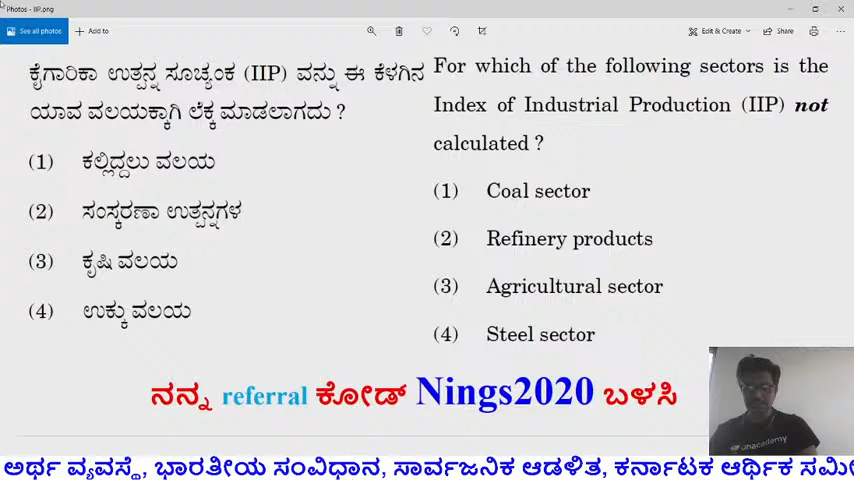 Photos - IIP.png
See all photos
Add to
Edit & Create
Share
ಕೈಗಾರಿಕಾ ಉತ್ಪನ್ನ ಸೂಚ್ಯಂಕ (IIP) ವನ್ನು ಈ ಕೆಳಗಿನ
ಯಾವ ವಲಯಕ್ಕಾಗಿ ಲೆಕ್ಕ ಮಾಡಲಾಗದು ?
(1) ಕಲ್ಲಿದ್ದಲು ವಲಯ
(2) ಸಂಸ್ಕರಣಾ ಉತ್ಪನ್ನಗಳ
(3) ಕೃಷಿ ವಲಯ
(4) ಉಕ್ಕು ವಲಯ
For which of the following sectors is the
Index of Industrial Production (IIP) not
calculated ?
(1) Coal sector
(2) Refinery products
(3) Agricultural sector
(4) Steel sector
ನನ್ನ referral ಕೋಡ್ Nings2020 ಬಳಸಿ
unacademy
ಅರ್ಥ ವ್ಯವಸ್ಥೆ, ಭಾರತೀಯ ಸಂವಿಧಾನ, ಸಾರ್ವಜನಿಕ ಆಡಳಿತ, ಕರ್ನಾಟಕ ಆರ್ಥಿಕ